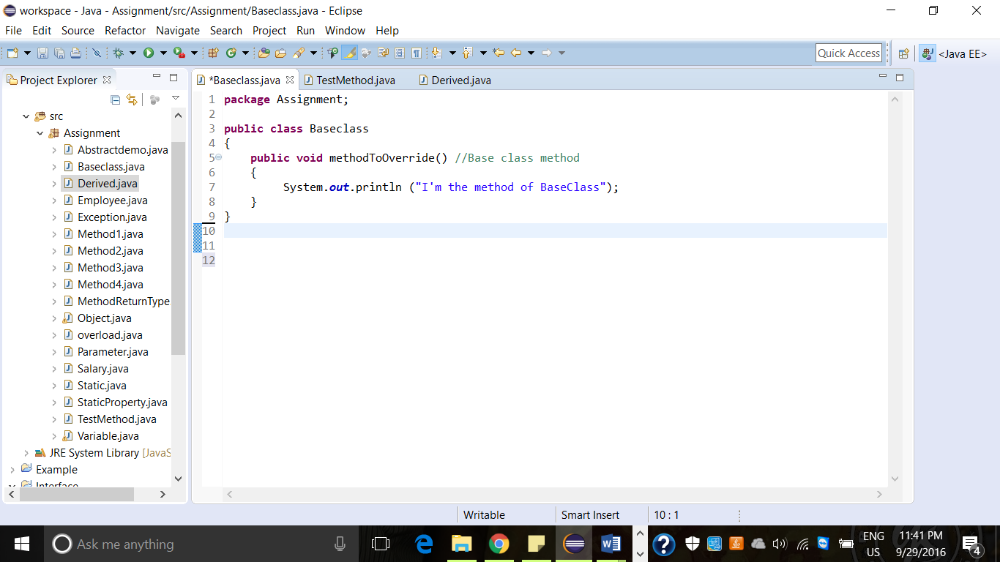 workspace - Java - Assignment/src/Assignment/Baseclass.java - Eclipse
File Edit Source Refactor Navigate Search Project Run Window Help
Quick Access
<Java EE>
Project Explorer
src
Assignment
Abstractdemo.java
Baseclass.java
Derived.java
Employee.java
Exception.java
Method1.java
Method2.java
Method3.java
Method4.java
MethodReturnType
Object.java
overload.java
Parameter.java
Salary.java
Static.java
StaticProperty.java
TestMethod.java
Variable.java
JRE System Library [JavaS
Example
Interface
*Baseclass.java TestMethod.java Derived.java
1 package Assignment;
2
3 public class Baseclass
4 {
5 public void methodToOverride() //Base class method
6 {
7 System.out.println ("I'm the method of BaseClass");
8 }
9 }
10
11
12
Writable Smart Insert 10 : 1
Ask me anything
ENG
US
11:41 PM
9/29/2016
4